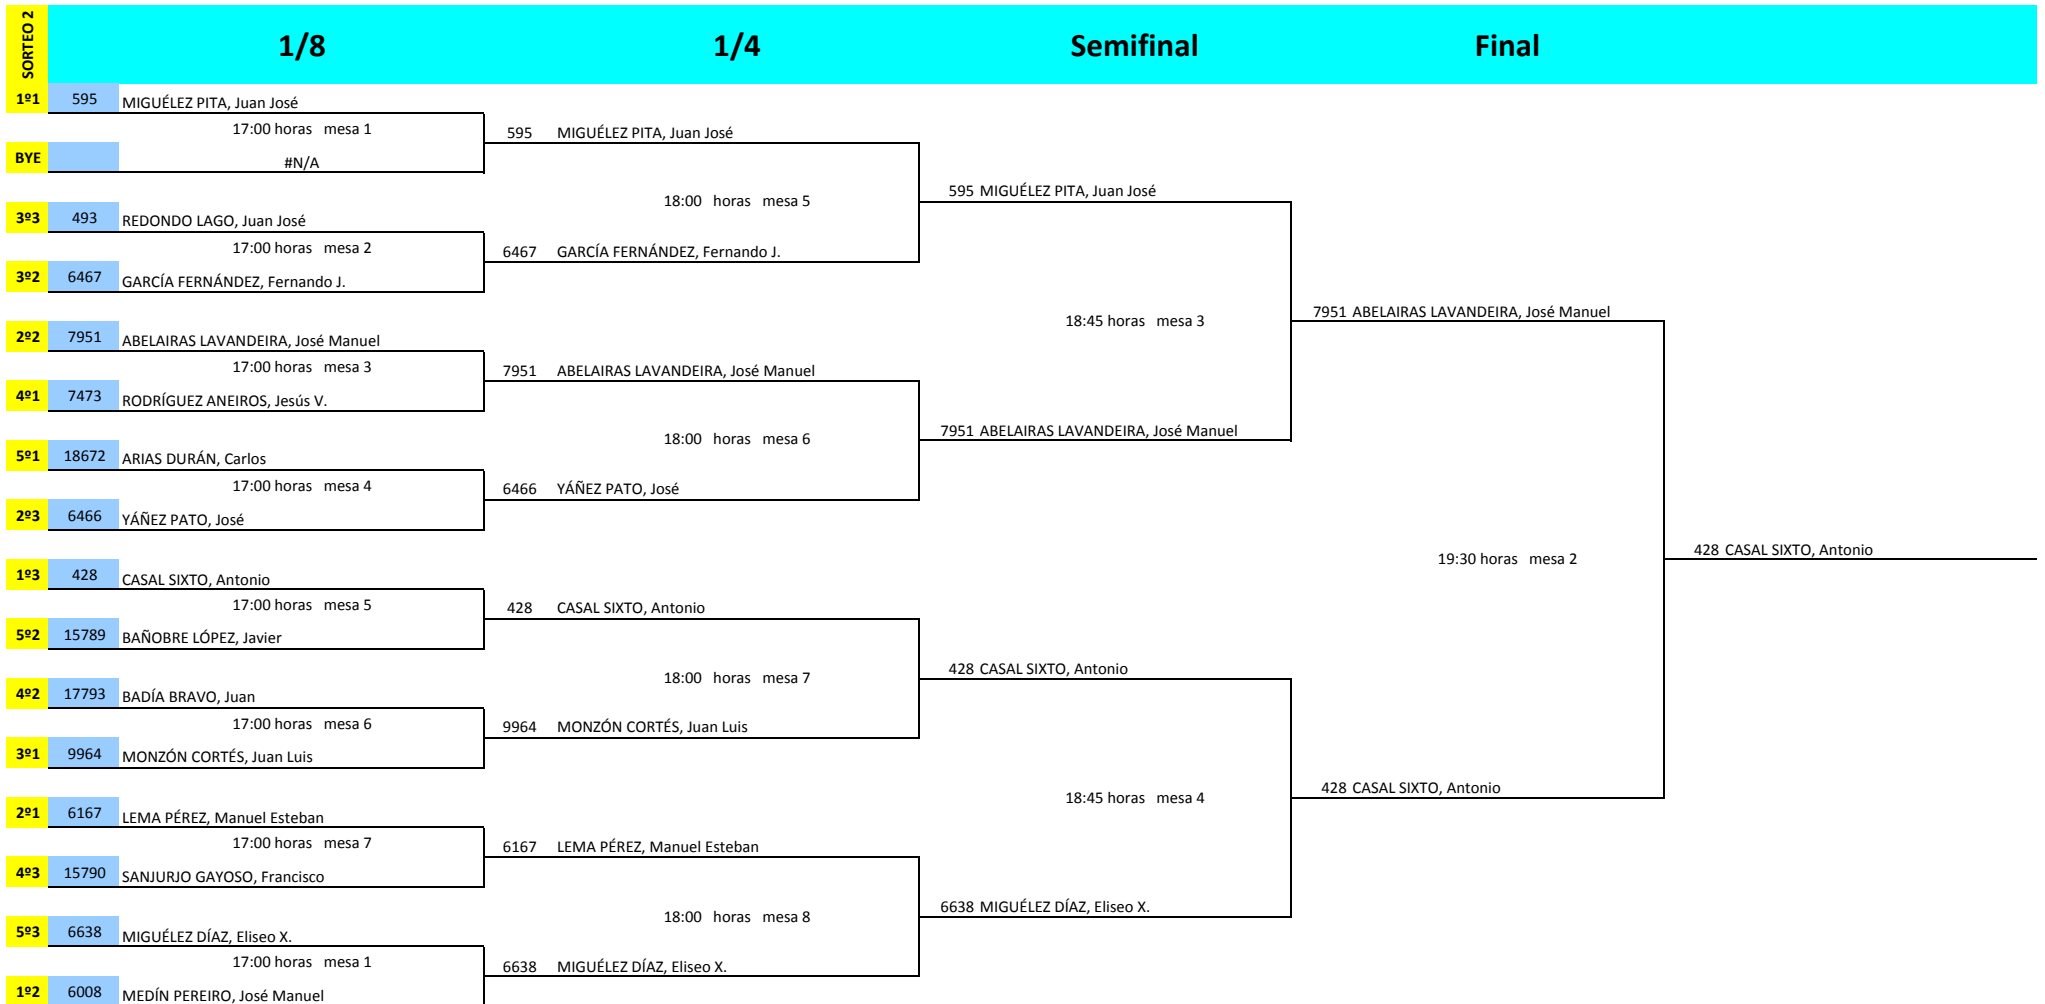 SORTEO 2
1/8 1/4 Semifinal Final
1º1 595 MIGUÉLEZ PITA, Juan José
17:00 horas mesa 1
595 MIGUÉLEZ PITA, Juan José
BYE #N/A
18:00 horas mesa 5
595 MIGUÉLEZ PITA, Juan José
3º3 493 REDONDO LAGO, Juan José
17:00 horas mesa 2
6467 GARCÍA FERNÁNDEZ, Fernando J.
3º2 6467 GARCÍA FERNÁNDEZ, Fernando J.
18:45 horas mesa 3
7951 ABELAIRAS LAVANDEIRA, José Manuel
2º2 7951 ABELAIRAS LAVANDEIRA, José Manuel
17:00 horas mesa 3
7951 ABELAIRAS LAVANDEIRA, José Manuel
4º1 7473 RODRÍGUEZ ANEIROS, Jesús V.
18:00 horas mesa 6
7951 ABELAIRAS LAVANDEIRA, José Manuel
5º1 18672 ARIAS DURÁN, Carlos
17:00 horas mesa 4
6466 YÁÑEZ PATO, José
2º3 6466 YÁÑEZ PATO, José
19:30 horas mesa 2
428 CASAL SIXTO, Antonio
1º3 428 CASAL SIXTO, Antonio
17:00 horas mesa 5
428 CASAL SIXTO, Antonio
5º2 15789 BAÑOBRE LÓPEZ, Javier
18:00 horas mesa 7
428 CASAL SIXTO, Antonio
4º2 17793 BADÍA BRAVO, Juan
17:00 horas mesa 6
9964 MONZÓN CORTÉS, Juan Luis
3º1 9964 MONZÓN CORTÉS, Juan Luis
18:45 horas mesa 4
428 CASAL SIXTO, Antonio
2º1 6167 LEMA PÉREZ, Manuel Esteban
17:00 horas mesa 7
6167 LEMA PÉREZ, Manuel Esteban
4º3 15790 SANJURJO GAYOSO, Francisco
18:00 horas mesa 8
6638 MIGUÉLEZ DÍAZ, Eliseo X.
5º3 6638 MIGUÉLEZ DÍAZ, Eliseo X.
17:00 horas mesa 1
6638 MIGUÉLEZ DÍAZ, Eliseo X.
1º2 6008 MEDÍN PEREIRO, José Manuel